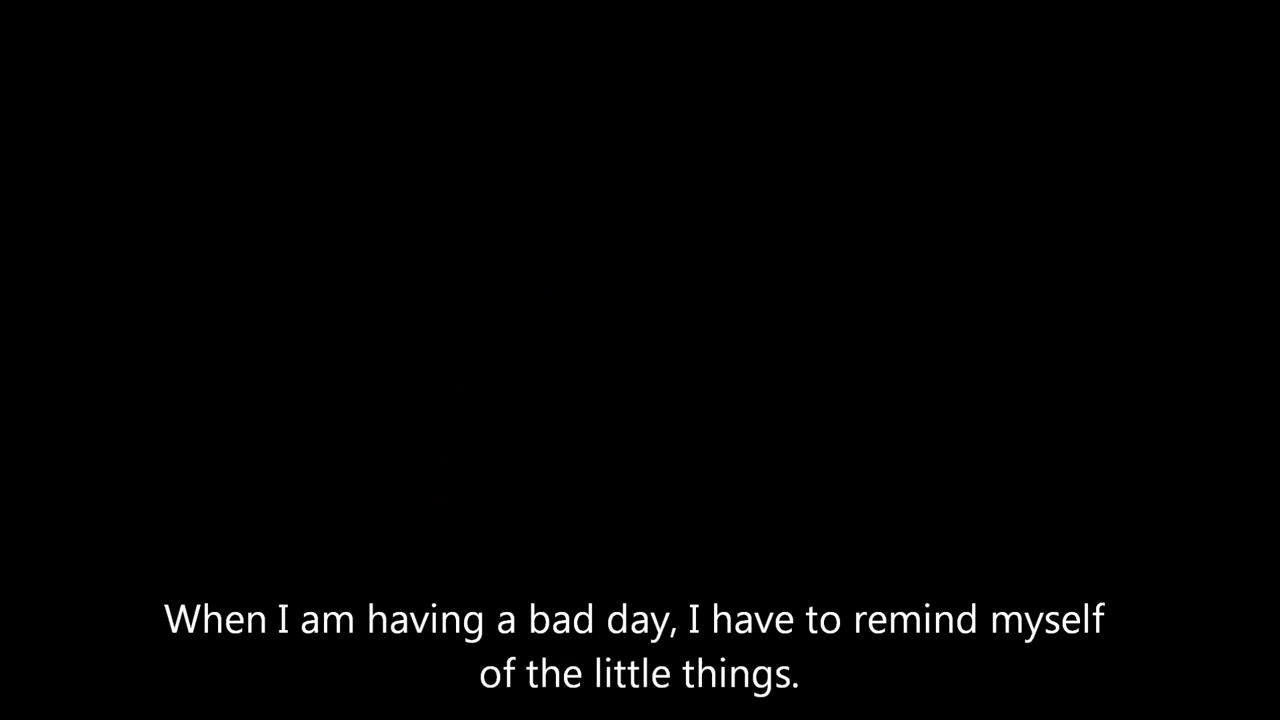 When I am having a bad day, I have to remind myself
of the little things.